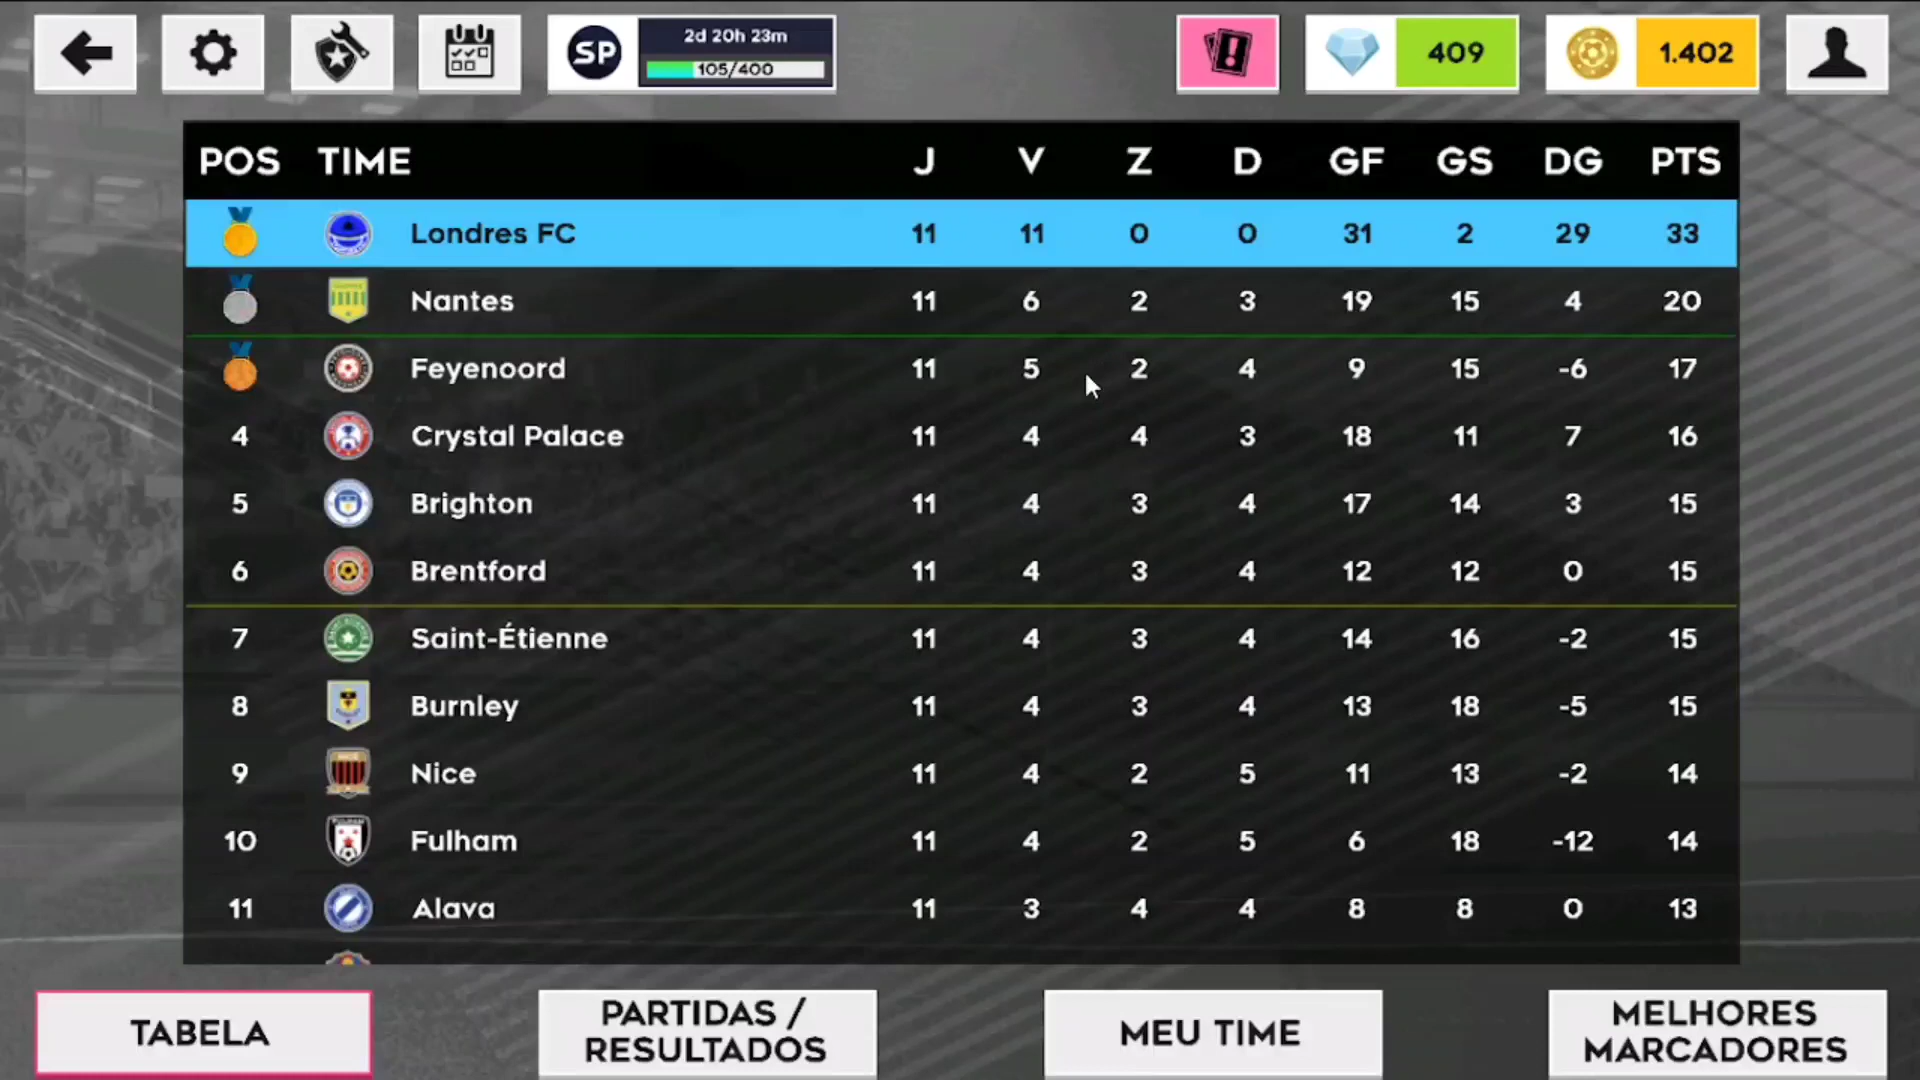 SP 2d 20h 23m
105/400
409
1.402
POS TIME J V Z D GF GS DG PTS
Londres FC 11 11 0 0 31 2 29 33
Nantes 11 6 2 3 19 15 4 20
Feyenoord 11 5 2 4 9 15 -6 17
4 Crystal Palace 11 4 4 3 18 11 7 16
5 Brighton 11 4 3 4 17 14 3 15
6 Brentford 11 4 3 4 12 12 0 15
7 Saint-Étienne 11 4 3 4 14 16 -2 15
8 Burnley 11 4 3 4 13 18 -5 15
9 Nice 11 4 2 5 11 13 -2 14
10 Fulham 11 4 2 5 6 18 -12 14
11 Alava 11 3 4 4 8 8 0 13
TABELA
PARTIDAS /
RESULTADOS
MEU TIME
MELHORES
MARCADORES